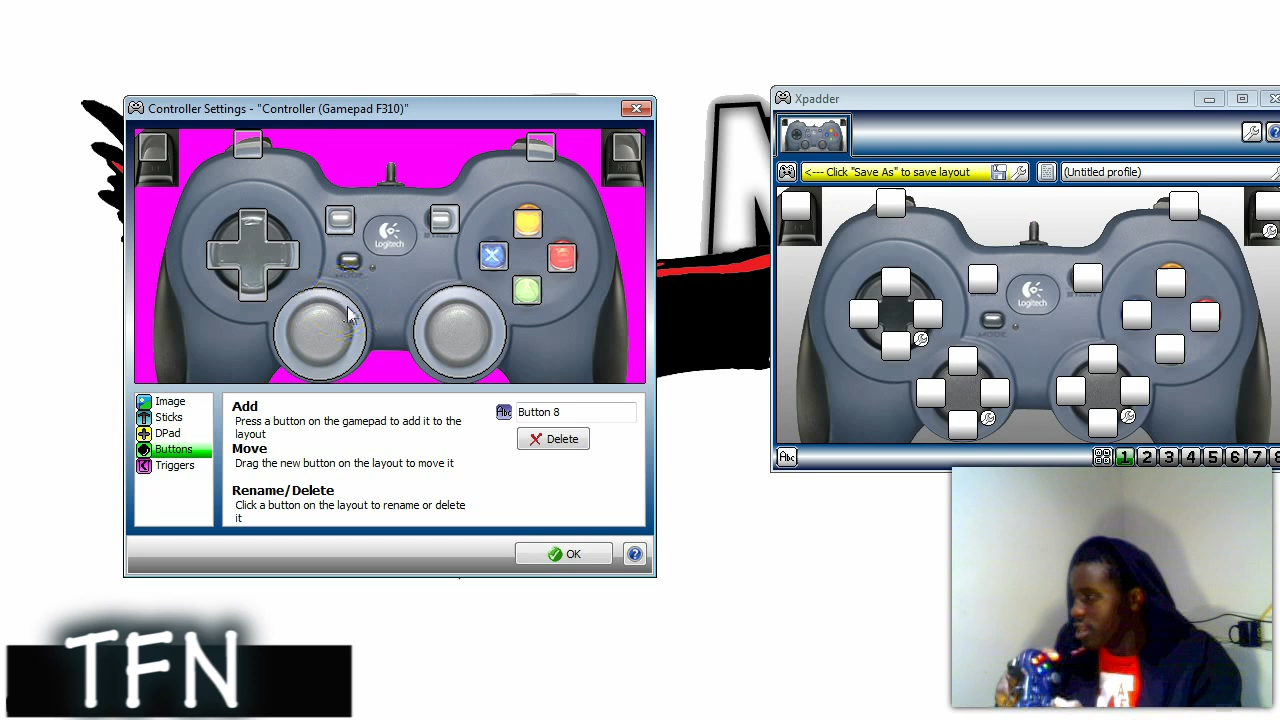 Controller Settings - "Controller (Gamepad F310)"
Logitech
Image
Sticks
DPad
Buttons
Triggers
Add
Press a button on the gamepad to add it to the
layout
Move
Drag the new button on the layout to move it
Rename/Delete
Click a button on the layout to rename or delete
it
Abc
Button 8
Delete
OK
Xpadder
<--- Click "Save As" to save layout
(Untitled profile)
Logitech
MODE
Abc
1 2 3 4 5 6 7 8
TFN